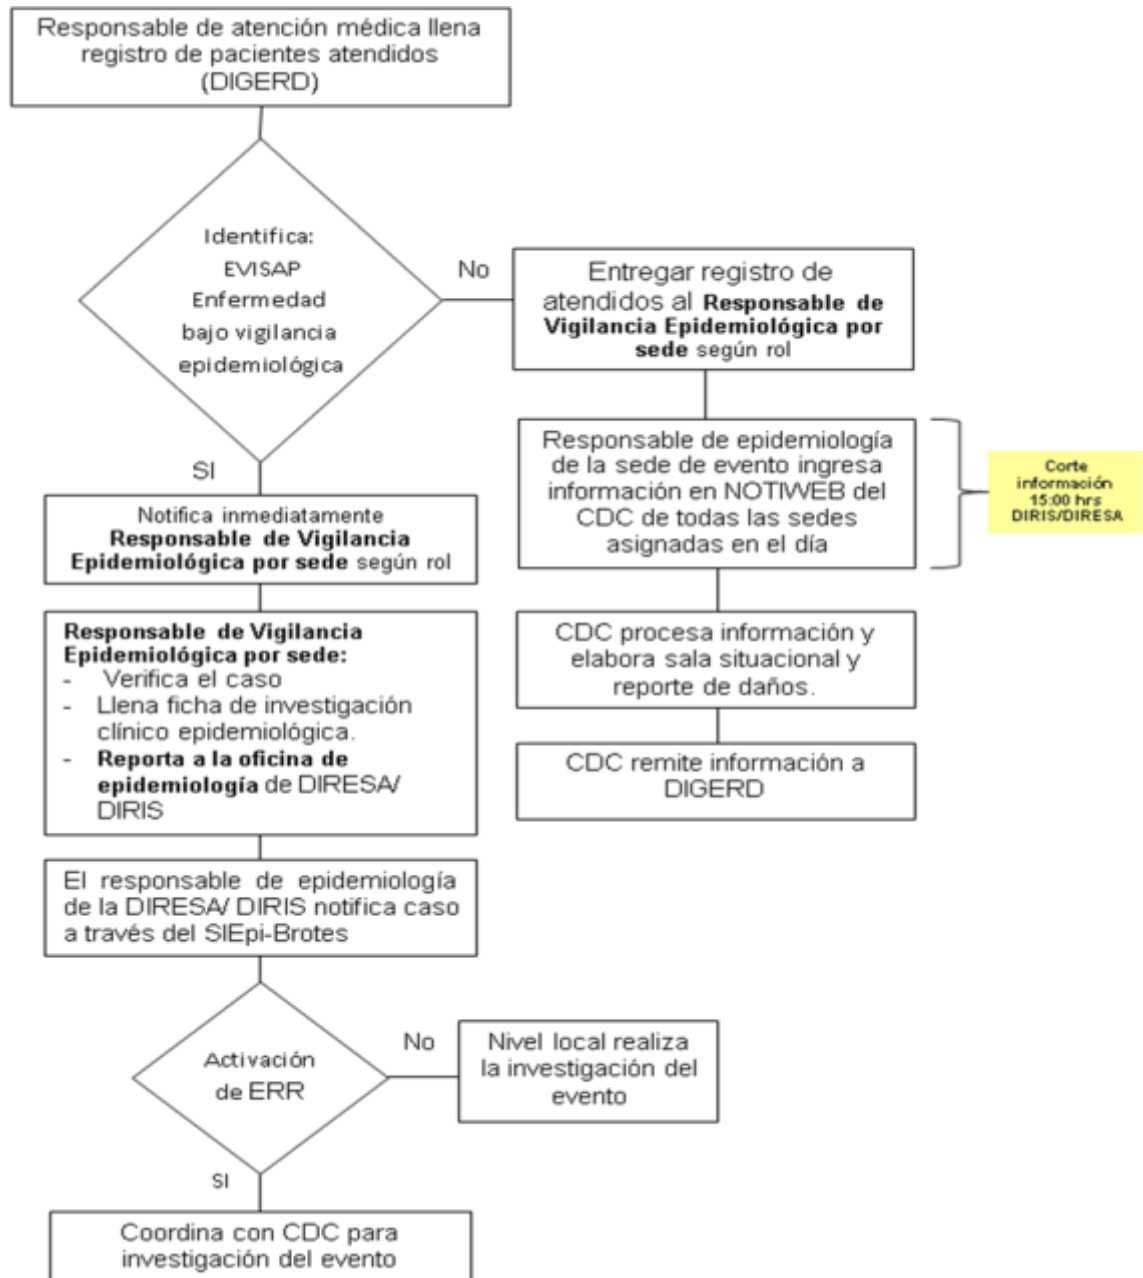 Responsable de atención médica llena
registro de pacientes atendidos
(DIGERD)
Identifica:
EVISAP
Enfermedad
bajo vigilancia
epidemiológica
No
Entregar registro de
atendidos al Responsable de
Vigilancia Epidemiológica por
sede según rol
Responsable de epidemiología
de la sede de evento ingresa
información en NOTIWEB del
CDC de todas las sedes
asignadas en el día
Corte
información
15:00 hrs
DIRIS/DIRESA
CDC procesa información y
elabora sala situacional y
reporte de daños.
CDC remite información a
DIGERD
SI
Notifica inmediatamente
Responsable de Vigilancia
Epidemiológica por sede según rol
Responsable de Vigilancia
Epidemiológica por sede:
- Verifica el caso
- Llena ficha de investigación
clínico epidemiológica.
- Reporta a la oficina de
epidemiología de DIRESA/
DIRIS
El responsable de epidemiología
de la DIRESA/ DIRIS notifica caso
a través del SIEpi-Brotes
Activación
de ERR
No
Nivel local realiza
la investigación del
evento
SI
Coordina con CDC para
investigación del evento